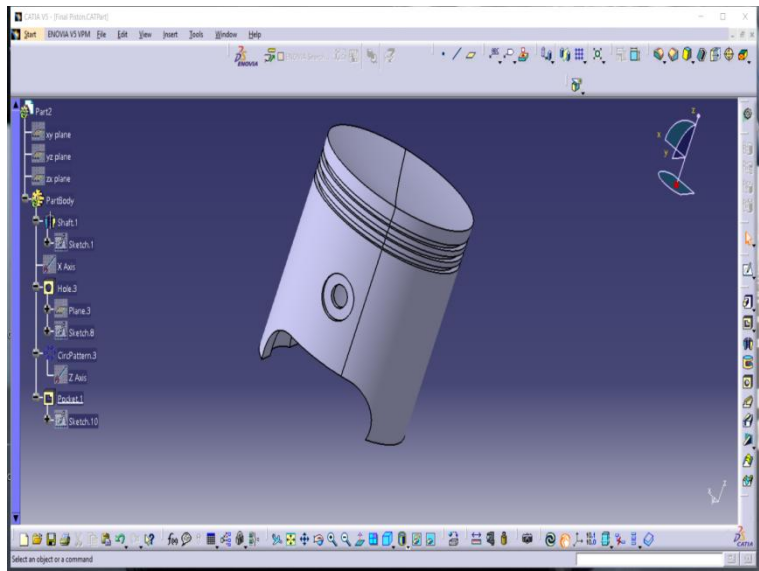 CATIA V5 - [Final Piston.CATPart]
Start ENOVIA V5 VPM File Edit View Insert Tools Window Help
ENOVIA
Part2
xy plane
yz plane
zx plane
PartBody
Shaft.1
Sketch.1
X Axis
Hole.3
Plane.3
Sketch.8
CircPattern.3
Z Axis
Pocket.1
Sketch.10
z
x
y
Select an object or a command
CATIA